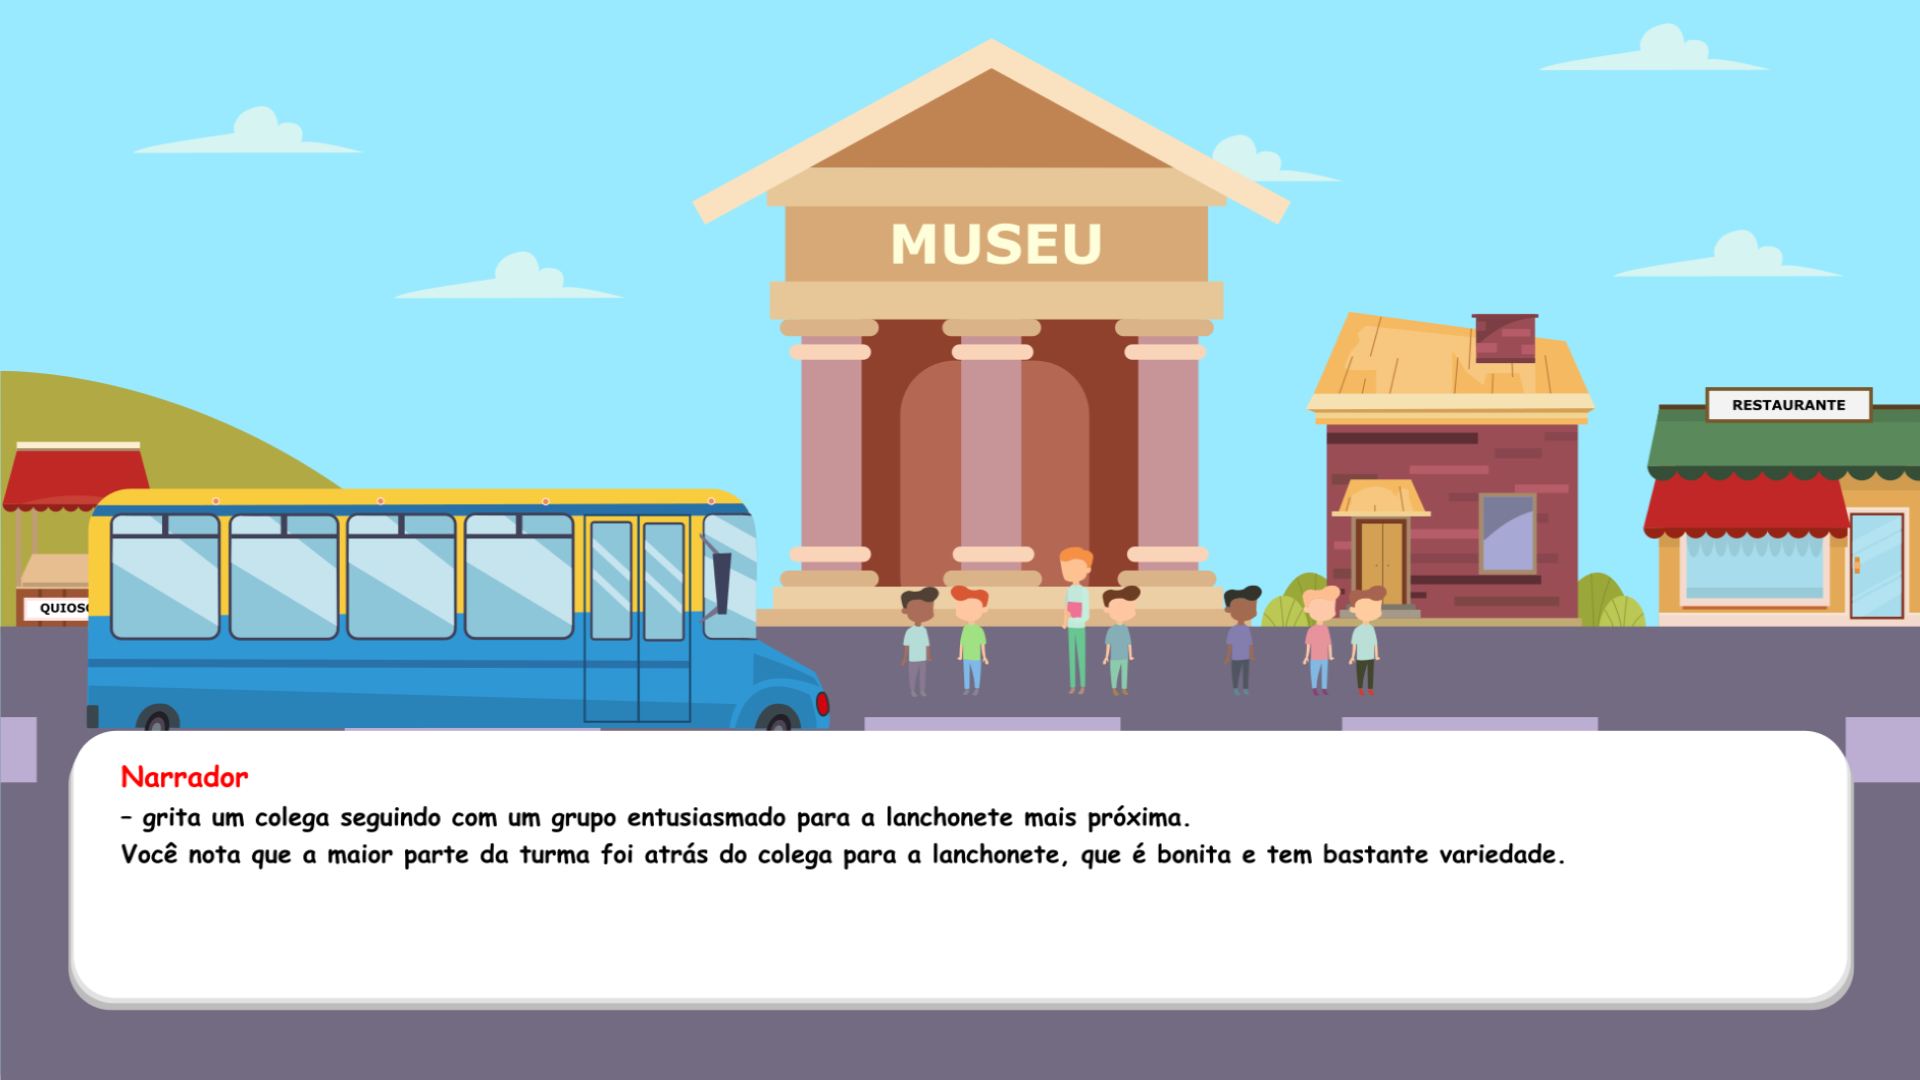 MUSEU
RESTAURANTE
QUIOS
Narrador
– grita um colega seguindo com um grupo entusiasmado para a lanchonete mais próxima.
Você nota que a maior parte da turma foi atrás do colega para a lanchonete, que é bonita e tem bastante variedade.